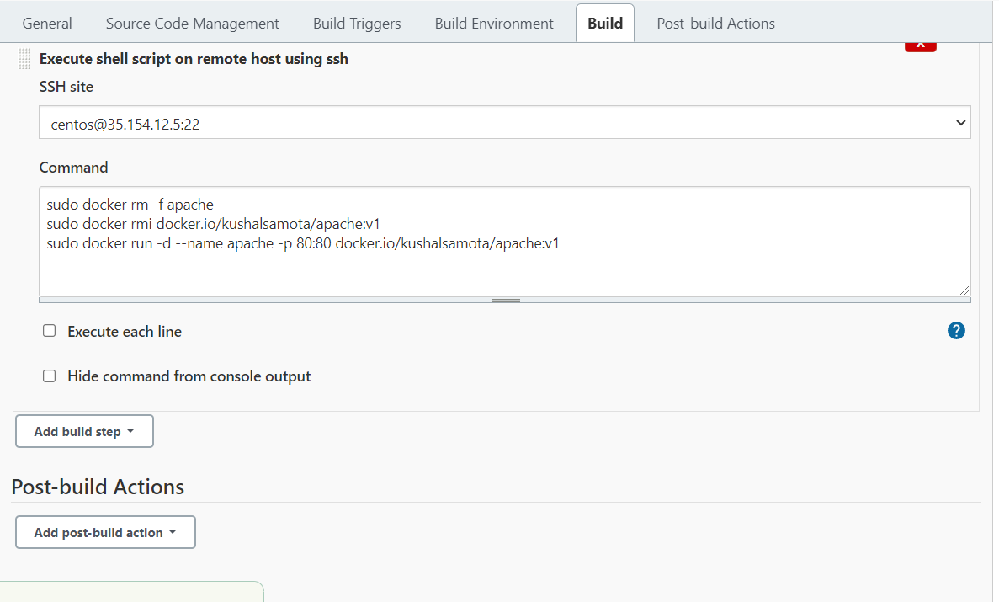 General Source Code Management Build Triggers Build Environment Build Post-build Actions
X
Execute shell script on remote host using ssh
SSH site
centos@35.154.12.5:22
Command
sudo docker rm -f apache
sudo docker rmi docker.io/kushalsamota/apache:v1
sudo docker run -d --name apache -p 80:80 docker.io/kushalsamota/apache:v1
Execute each line ?
Hide command from console output
Add build step
Post-build Actions
Add post-build action